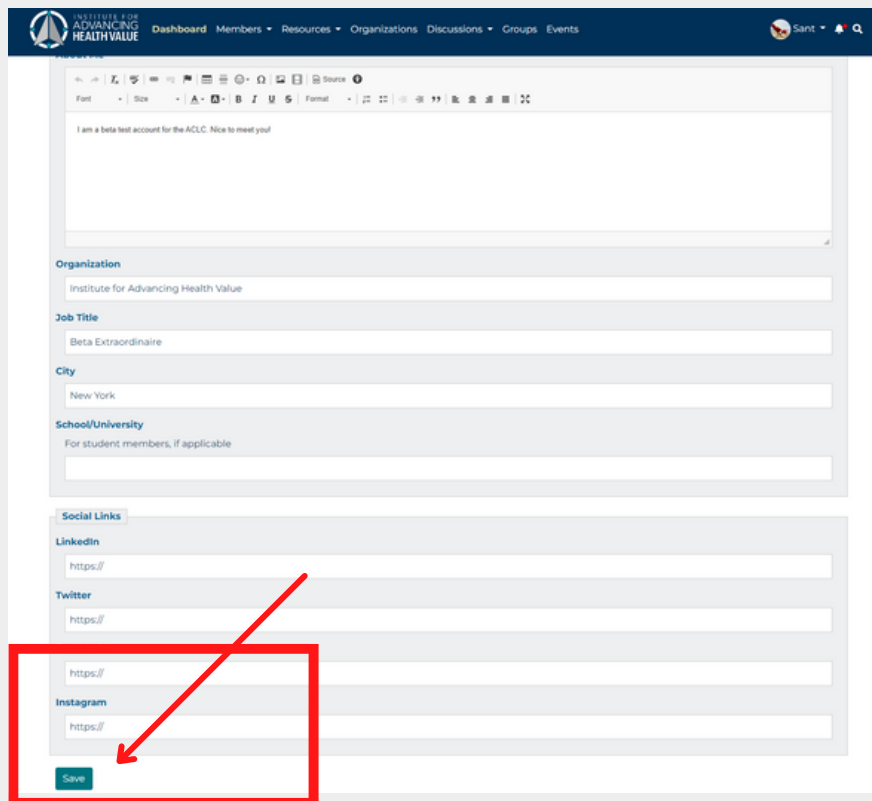 INSTITUTE FOR
ADVANCING
HEALTH VALUE
Dashboard Members Resources Organizations Discussions Groups Events Sant
About Me
Source
Font Size A A B I U S Format
I am a beta test account for the ACLC. Nice to meet you!
Organization
Institute for Advancing Health Value
Job Title
Beta Extraordinaire
City
New York
School/University
For student members, if applicable
Social Links
LinkedIn
https://
Twitter
https://
https://
Instagram
https://
Save